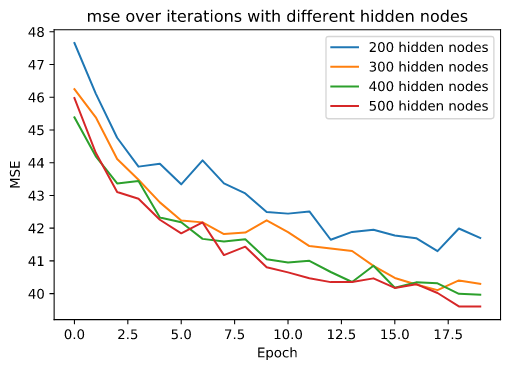 mse over iterations with different hidden nodes
48
47
46
45
44
43
42
41
40
MSE
200 hidden nodes
300 hidden nodes
400 hidden nodes
500 hidden nodes
0.0 2.5 5.0 7.5 10.0 12.5 15.0 17.5
Epoch